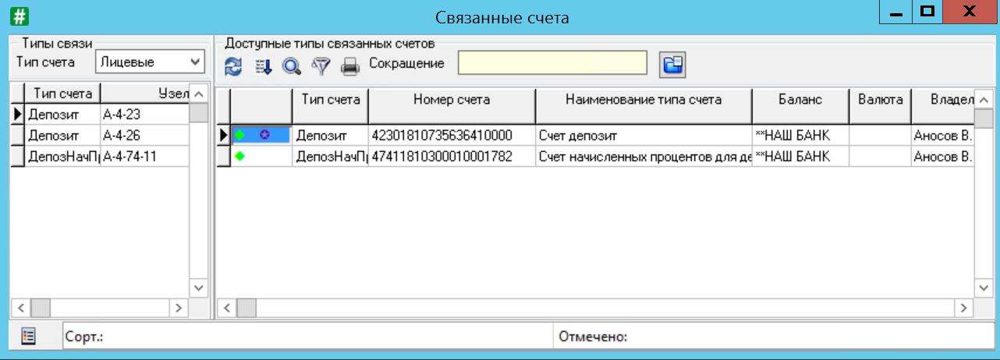 Связанные счета
Типы связи
Тип счета Лицевые
Тип счета Узел
Депозит А-4-23
Депозит А-4-26
ДепозНачП А-4-74-11
Доступные типы связанных счетов
Сокращение
Тип счета Номер счета Наименование типа счета Баланс Валюта Владел
Депозит 42301810735636410000 Счет депозит **НАШ БАНК Аносов В.
ДепозНачП 47411810300010001782 Счет начисленных процентов для де **НАШ БАНК Аносов В.
Сорт.: Отмечено: